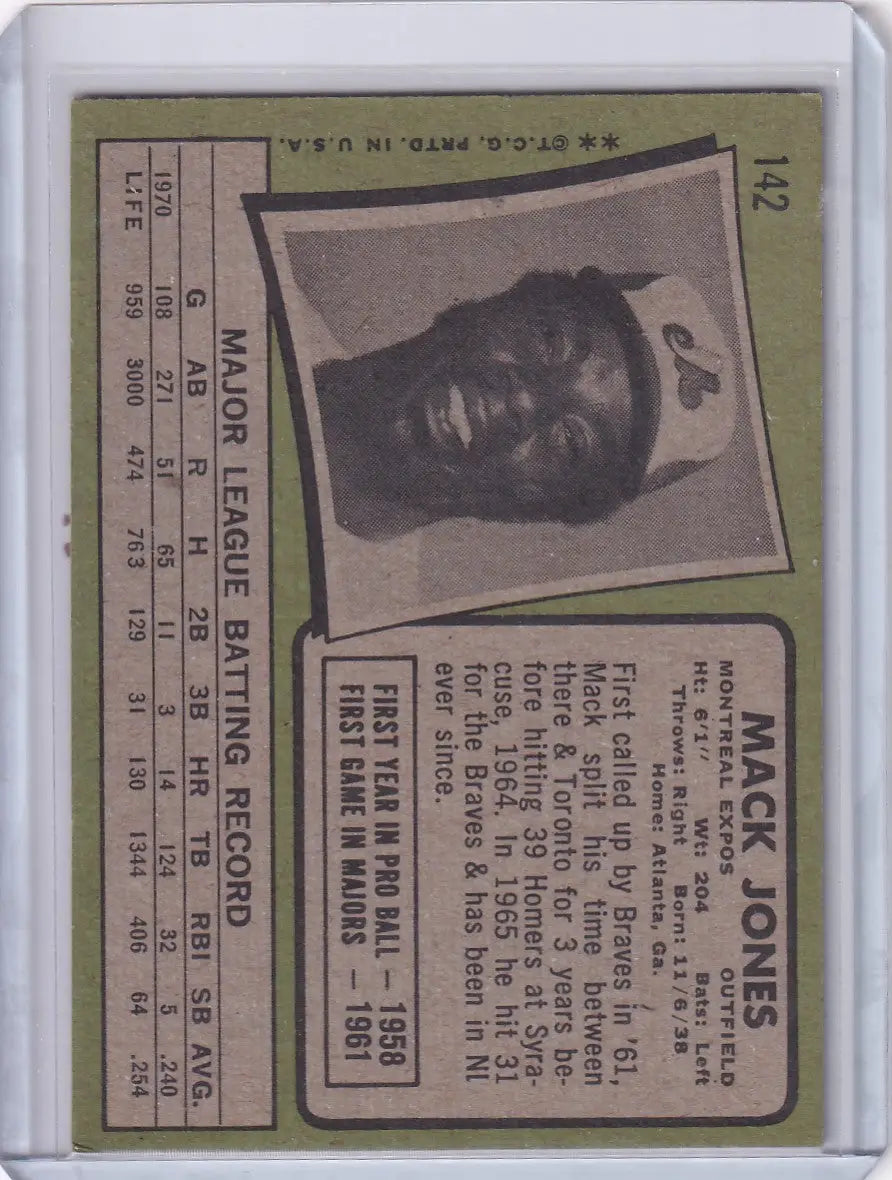 142
**©T.C.G. PRTD. IN U.S.A.
MACK JONES
MONTREAL EXPOS OUTFIELD
Ht: 6'1" Wt: 204 Bats: Left
Throws: Right Born: 11/6/38
Home: Atlanta, Ga.
First called up by Braves in '61,
Mack split his time between
there & Toronto for 3 years be-
fore hitting 39 Homers at Syra-
cuse, 1964. In 1965 he hit 31
for the Braves & has been in NL
ever since.
FIRST YEAR IN PRO BALL — 1958
FIRST GAME IN MAJORS — 1961
MAJOR LEAGUE BATTING RECORD
G AB R H 2B 3B HR TB RBI SB AVG.
1970 108 271 51 65 11 3 14 124 32 5 .240
LIFE 959 3000 474 763 129 31 130 1344 406 64 .254